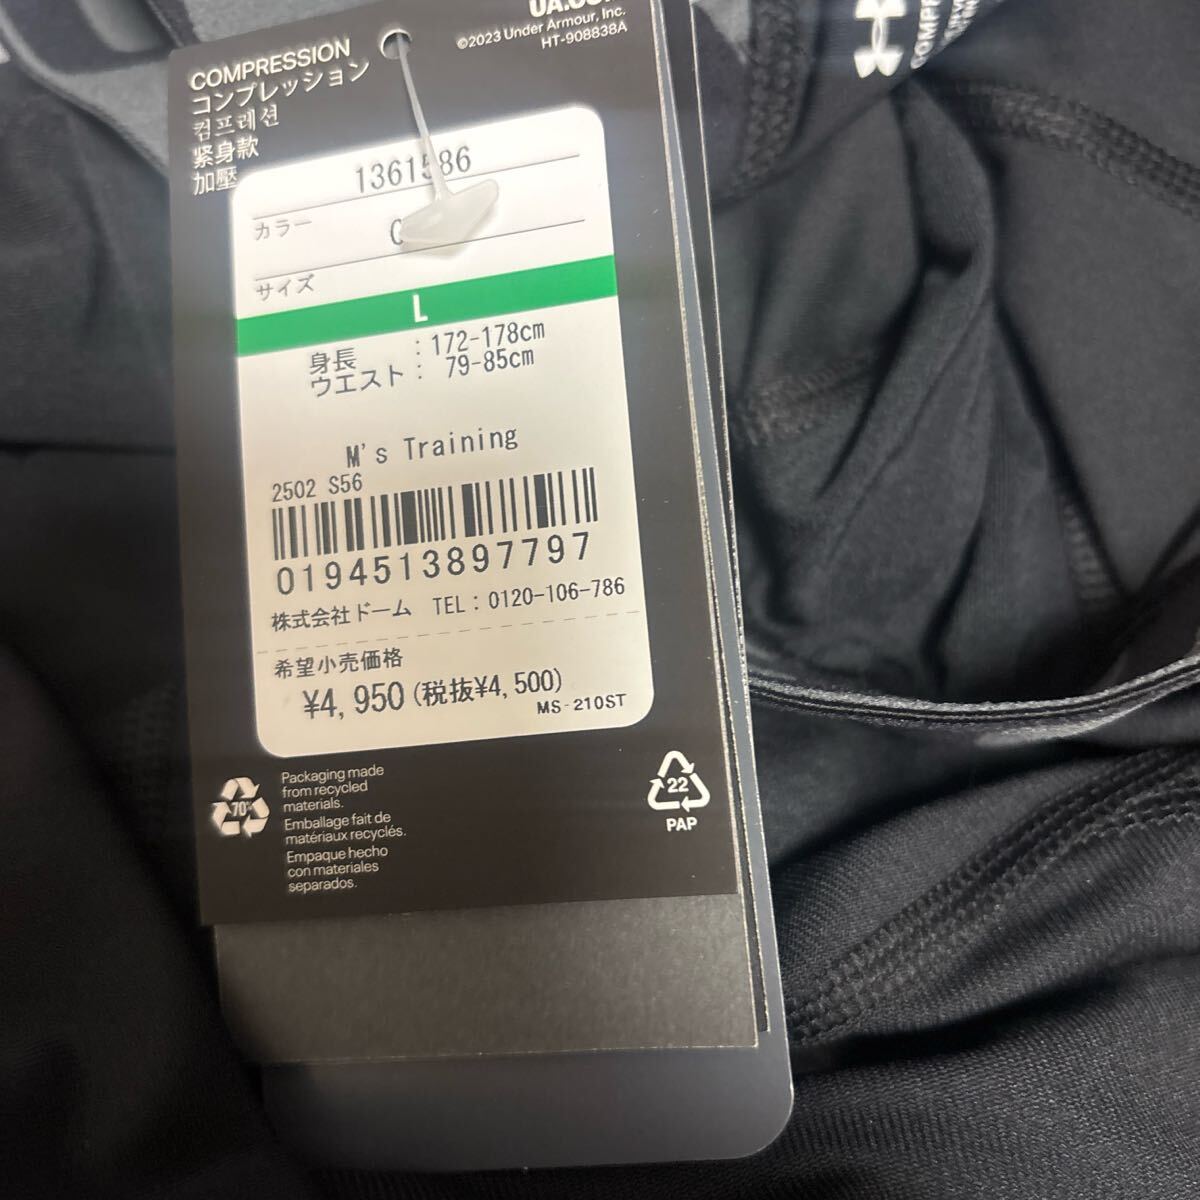 ©2023 Under Armour, Inc.
HT-908838A
COMPRESSION
コンプレッション
컴프레션
紧身款
加壓
1361586
カラー
サイズ
L
身長 : 172-178cm
ウエスト : 79-85cm
M's Training
2502 S56
0194513897797
株式会社ドーム TEL : 0120-106-786
希望小売価格
¥4,950 (税抜¥4,500)
MS-210ST
70%
Packaging made
from recycled
materials.
Emballage fait de
matériaux recyclés.
Empaque hecho
con materiales
separados.
22
PAP